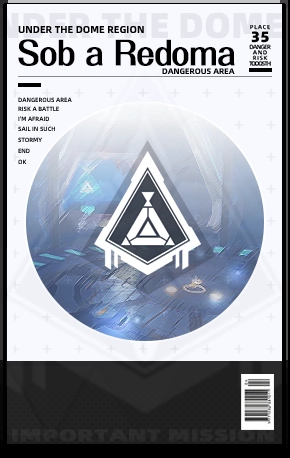 UNDER THE DOME
UNDER THE DOME REGION
Sob a Redoma
DANGEROUS AREA
PLACE
35
DANGER
AND
RISK
DANGEROUS AREA
RISK A BATTLE
I'M AFRAID
SAIL IN SUCH
STORMY
END
OK
IMPORTANT MISSION